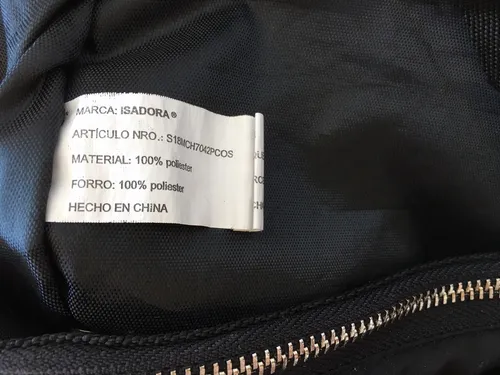 MARCA: ISADORA®
ARTÍCULO NRO.: S18MCH7042PCOS
MATERIAL: 100% poliester
FORRO: 100% poliester
HECHO EN CHiNA